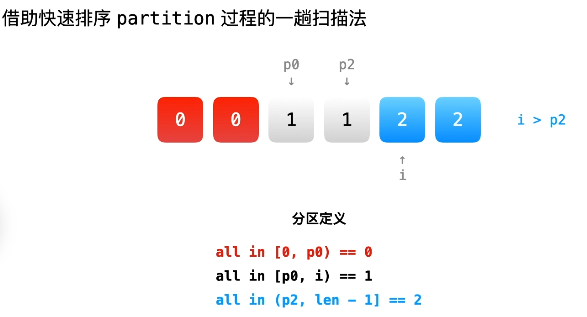 借助快速排序 partition 过程的一趟扫描法
p0 p2
↓ ↓
0 0 1 1 2 2 i > p2
↑
i
分区定义
all in [0, p0) == 0
all in [p0, i) == 1
all in (p2, len - 1] == 2